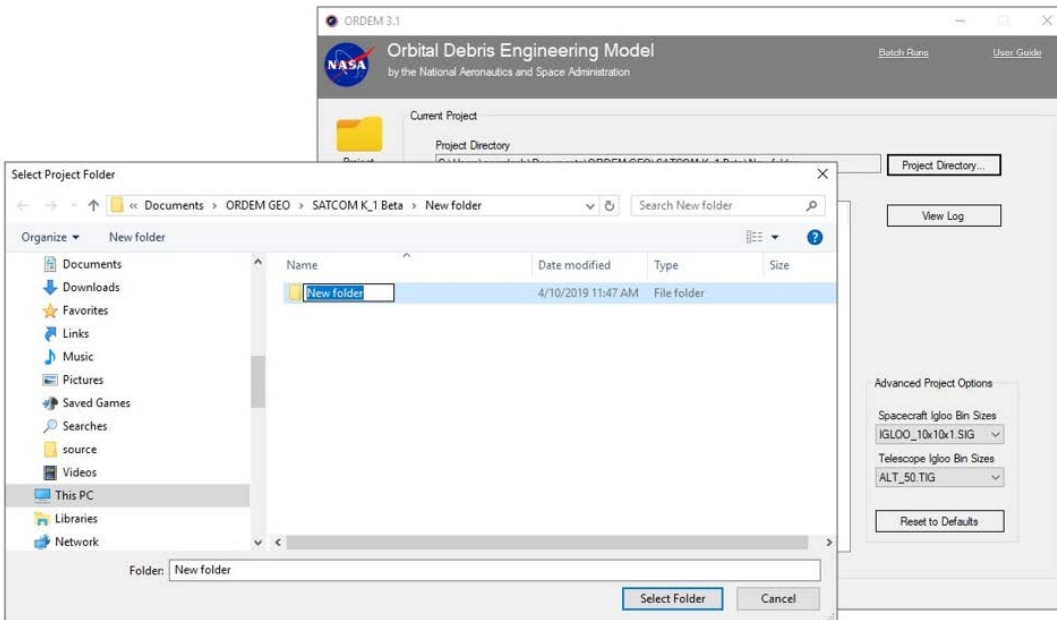 ORDEM 3.1
NASA
Orbital Debris Engineering Model
by the National Aeronautics and Space Administration
Batch Runs
User Guide
Current Project
Project Directory
Project Directory...
View Log
Advanced Project Options
Spacecraft Igloo Bin Sizes
IGLOO_10x10x1.SIG
Telescope Igloo Bin Sizes
ALT_50.TIG
Reset to Defaults
Select Project Folder
« Documents > ORDEM GEO > SATCOM K_1 Beta > New folder
Search New folder
Organize
New folder
Documents
Downloads
Favorites
Links
Music
Pictures
Saved Games
Searches
source
Videos
This PC
Libraries
Network
Name
Date modified
Type
Size
New folder
4/10/2019 11:47 AM
File folder
Folder: New folder
Select Folder
Cancel